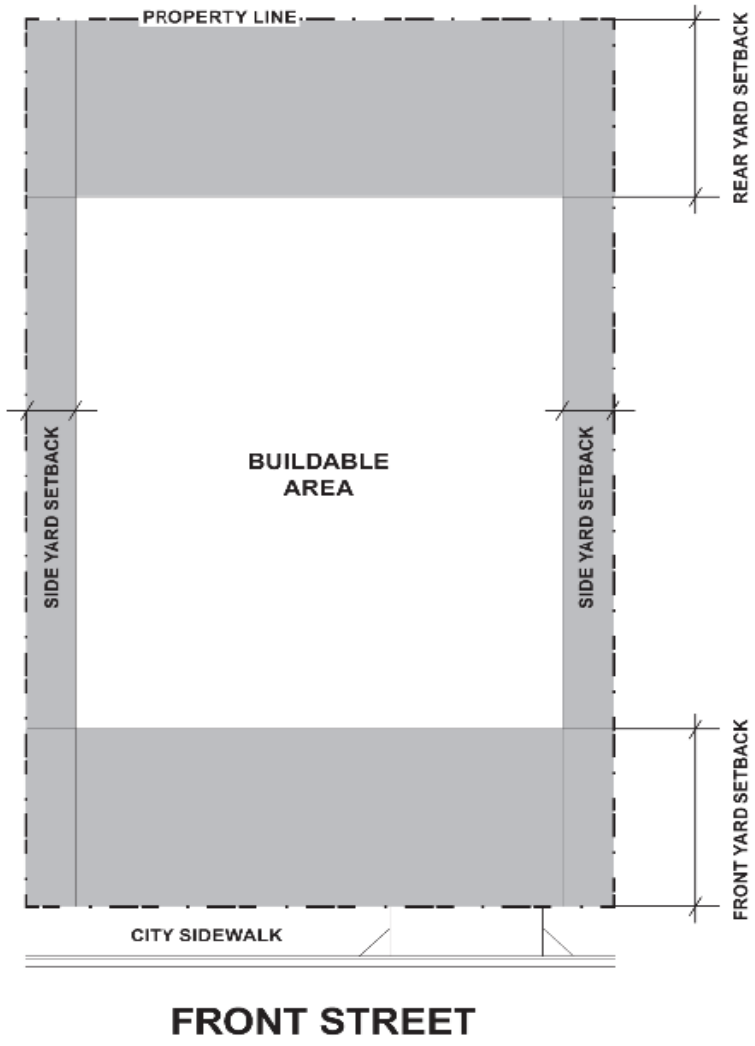 PROPERTY LINE
REAR YARD SETBACK
BUILDABLE
AREA
SIDE YARD SETBACK
SIDE YARD SETBACK
FRONT YARD SETBACK
CITY SIDEWALK
FRONT STREET